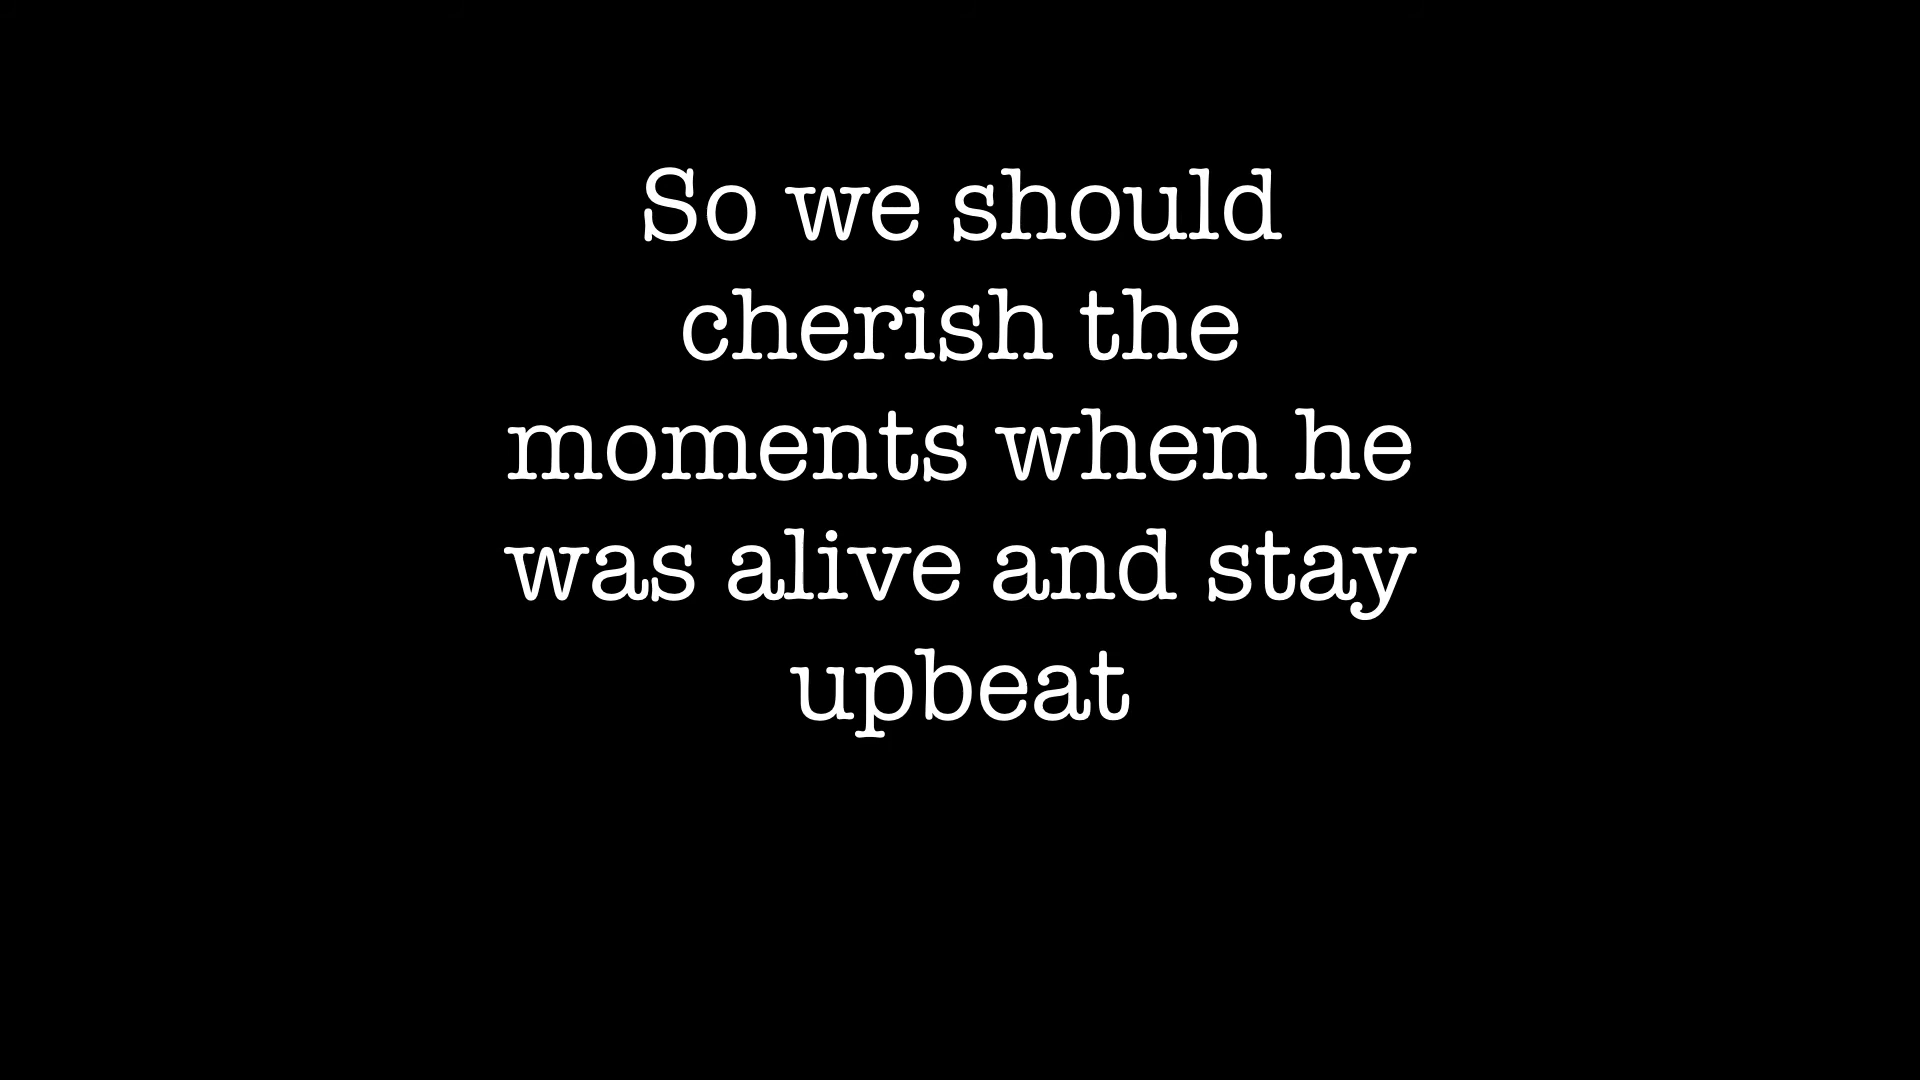 So we should
cherish the
moments when he
was alive and stay
upbeat